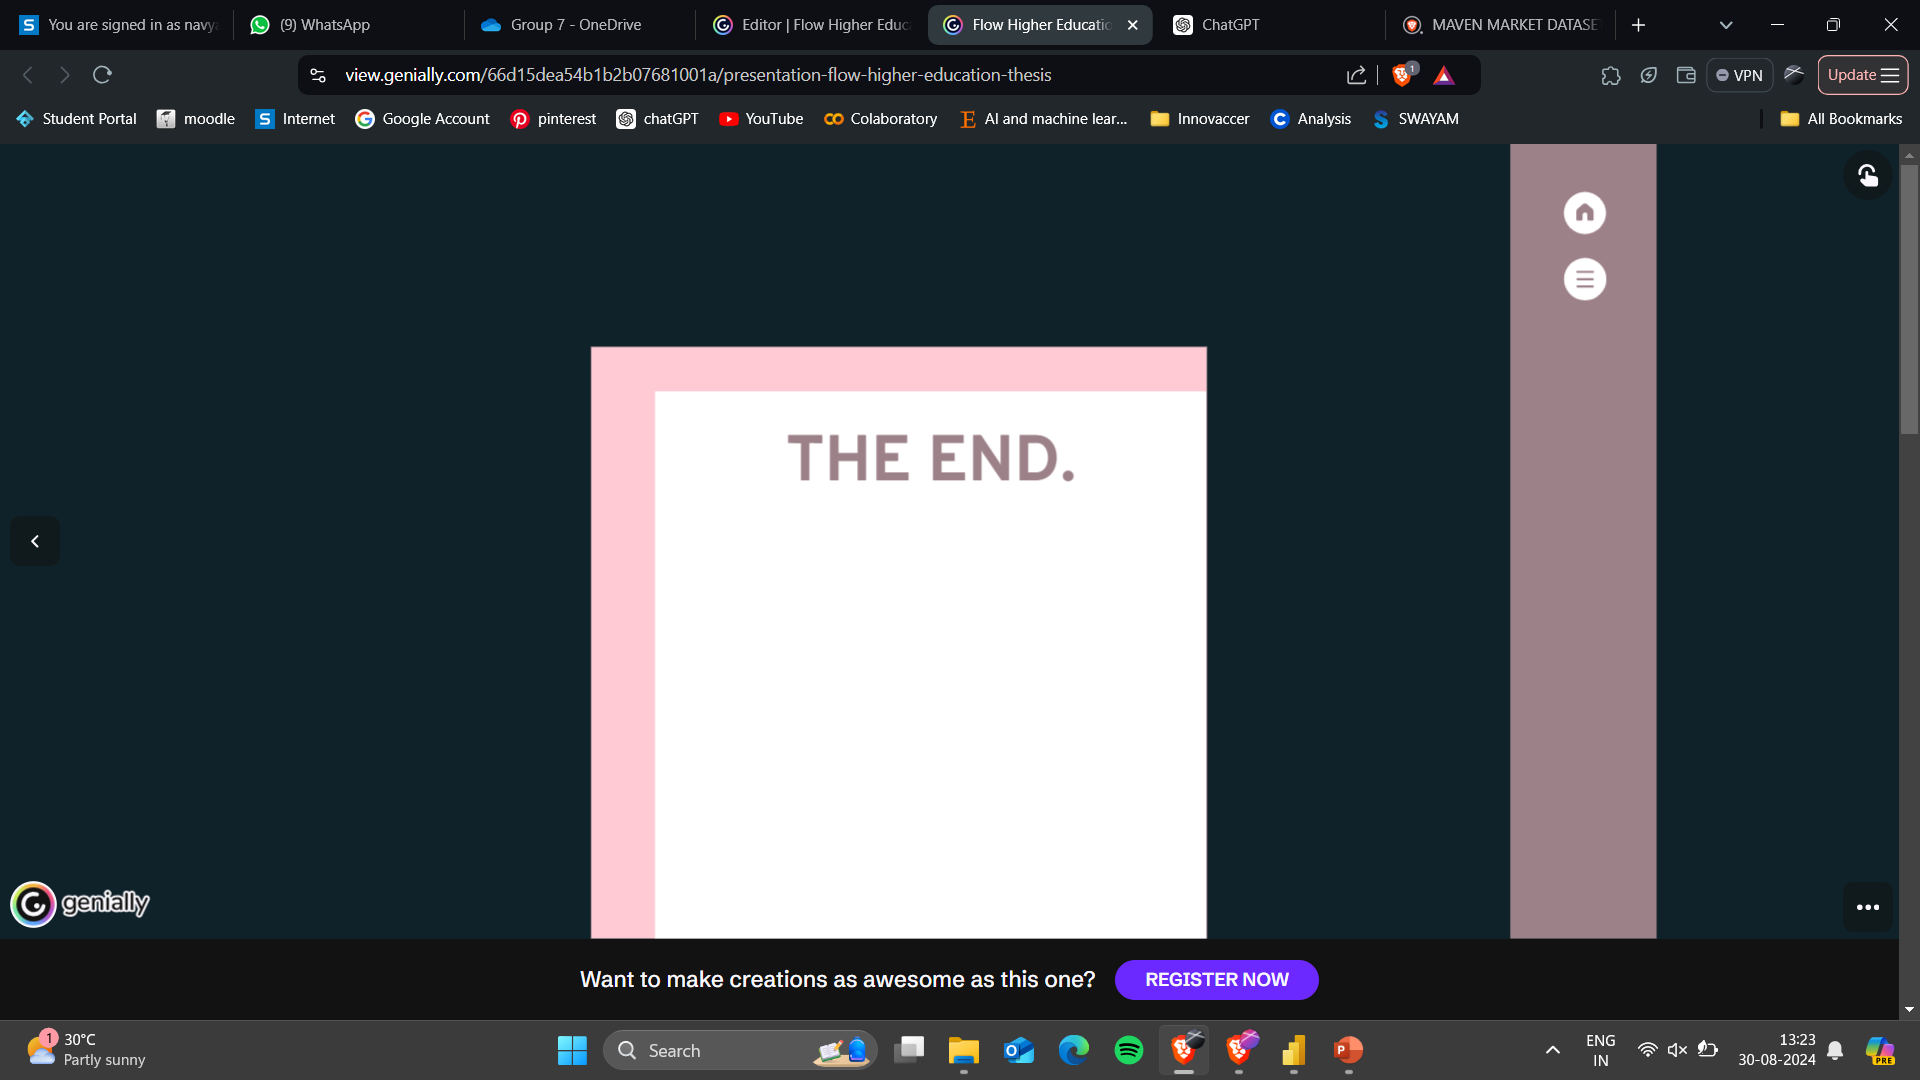 You are signed in as navy
(9) WhatsApp
Group 7 - OneDrive
Editor | Flow Higher Educ
Flow Higher Educatio
ChatGPT
MAVEN MARKET DATASE
view.genially.com/66d15dea54b1b2b07681001a/presentation-flow-higher-education-thesis
1
VPN
Update
Student Portal
moodle
Internet
Google Account
pinterest
chatGPT
YouTube
Colaboratory
AI and machine lear...
Innovaccer
Analysis
SWAYAM
All Bookmarks
THE END.
genially
Want to make creations as awesome as this one?
REGISTER NOW
1
30°C
Partly sunny
Search
ENG
IN
13:23
30-08-2024
PRE